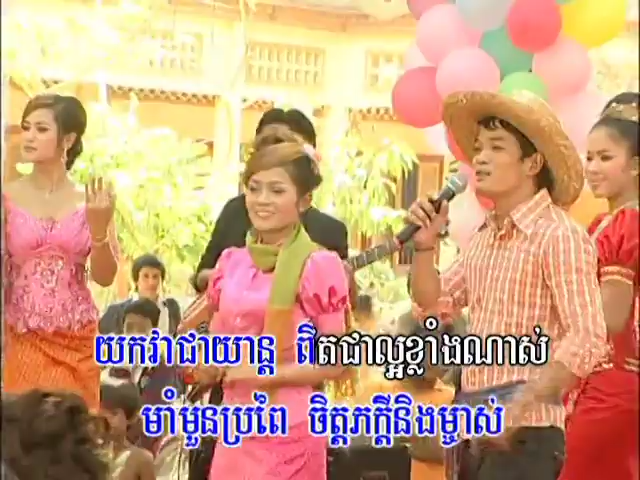 យកវាជាយាន្ត ពិតជាល្អខ្លាំងណាស់
មាំមួនប្រពៃ ចិត្តភក្ដីនិងម្ចាស់